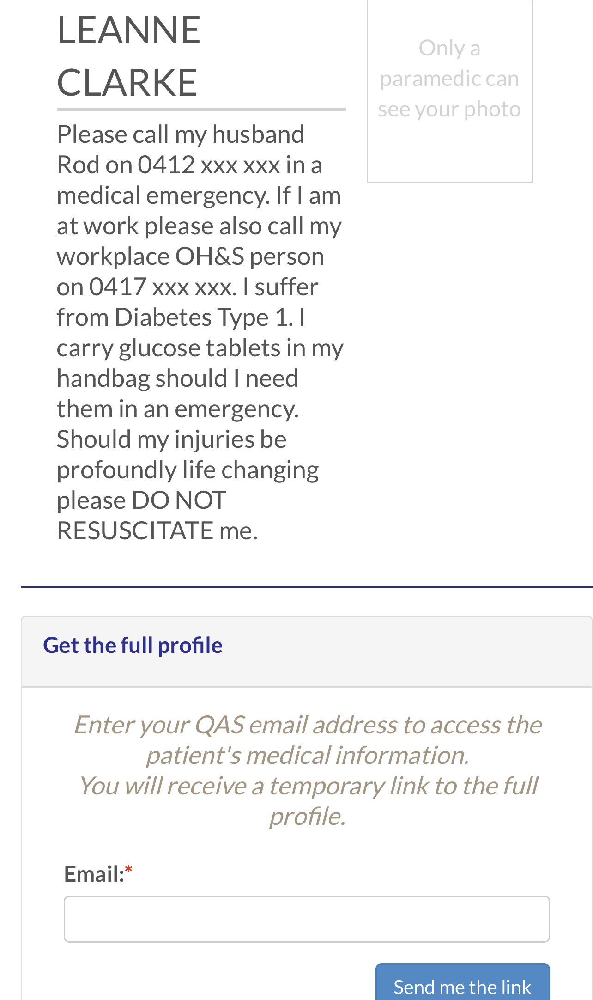 LEANNE
CLARKE
Only a
paramedic can
see your photo
Please call my husband
Rod on 0412 xxx xxx in a
medical emergency. If I am
at work please also call my
workplace OH&S person
on 0417 xxx xxx. I suffer
from Diabetes Type 1. I
carry glucose tablets in my
handbag should I need
them in an emergency.
Should my injuries be
profoundly life changing
please DO NOT
RESUSCITATE me.
Get the full profile
Enter your QAS email address to access the
patient's medical information.
You will receive a temporary link to the full
profile.
Email:*
Send me the link